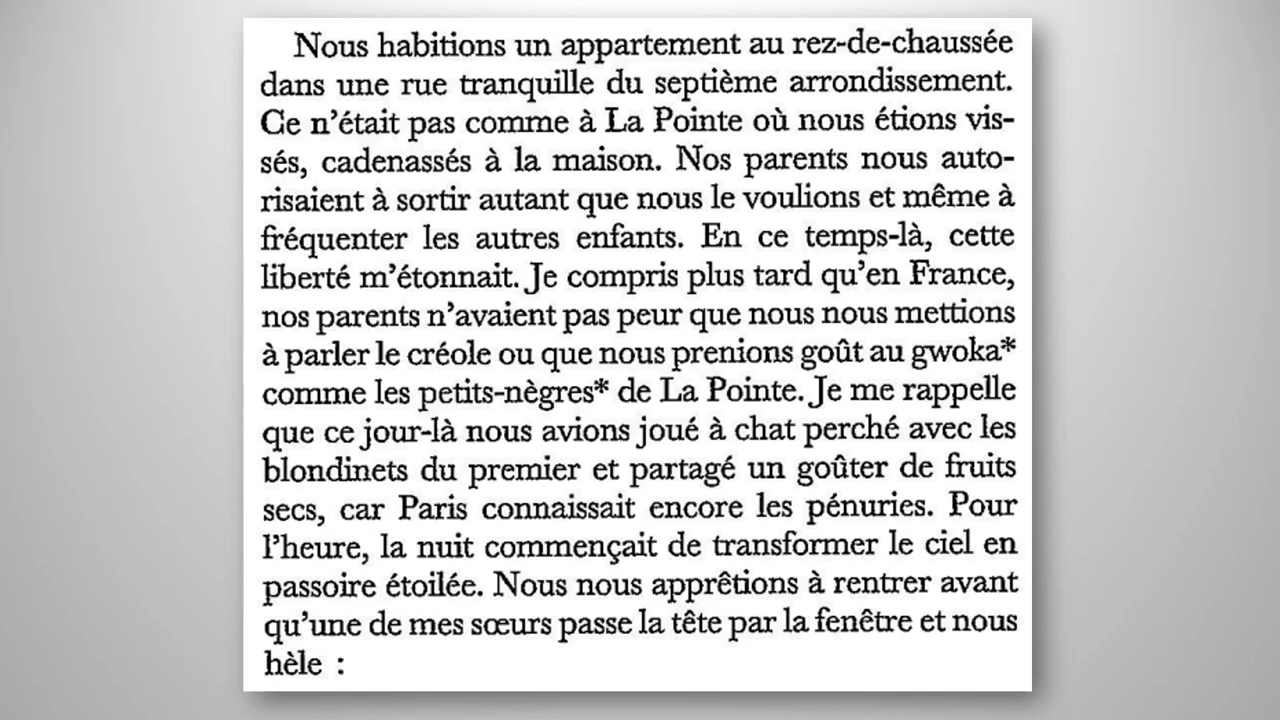 Nous habitions un appartement au rez-de-chaussée
dans une rue tranquille du septième arrondissement.
Ce n'était pas comme à La Pointe où nous étions vis-
sés, cadenassés à la maison. Nos parents nous auto-
risaient à sortir autant que nous le voulions et même à
fréquenter les autres enfants. En ce temps-là, cette
liberté m'étonnait. Je compris plus tard qu'en France,
nos parents n'avaient pas peur que nous nous mettions
à parler le créole ou que nous prenions goût au gwoka*
comme les petits-nègres* de La Pointe. Je me rappelle
que ce jour-là nous avions joué à chat perché avec les
blondinets du premier et partagé un goûter de fruits
secs, car Paris connaissait encore les pénuries. Pour
l'heure, la nuit commençait de transformer le ciel en
passoire étoilée. Nous nous apprêtions à rentrer avant
qu'une de mes sœurs passe la tête par la fenêtre et nous
hèle :